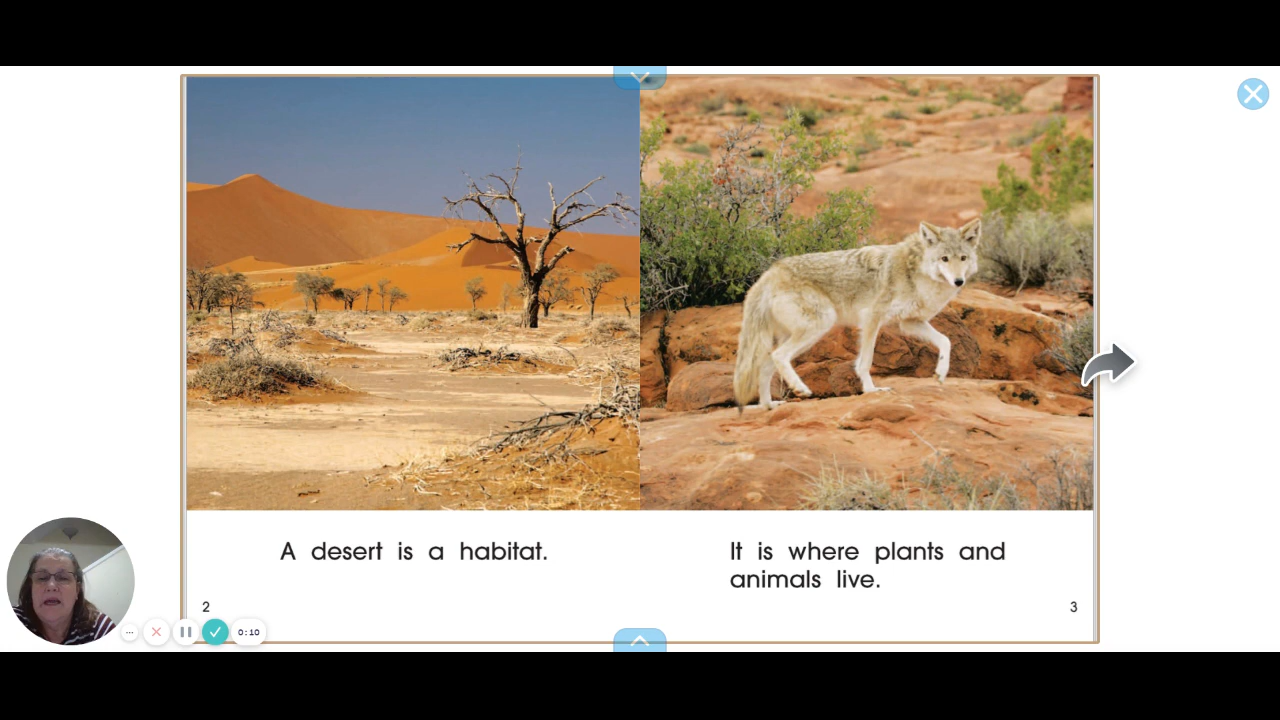 A desert is a habitat.
It is where plants and
animals live.
2
3
0:10